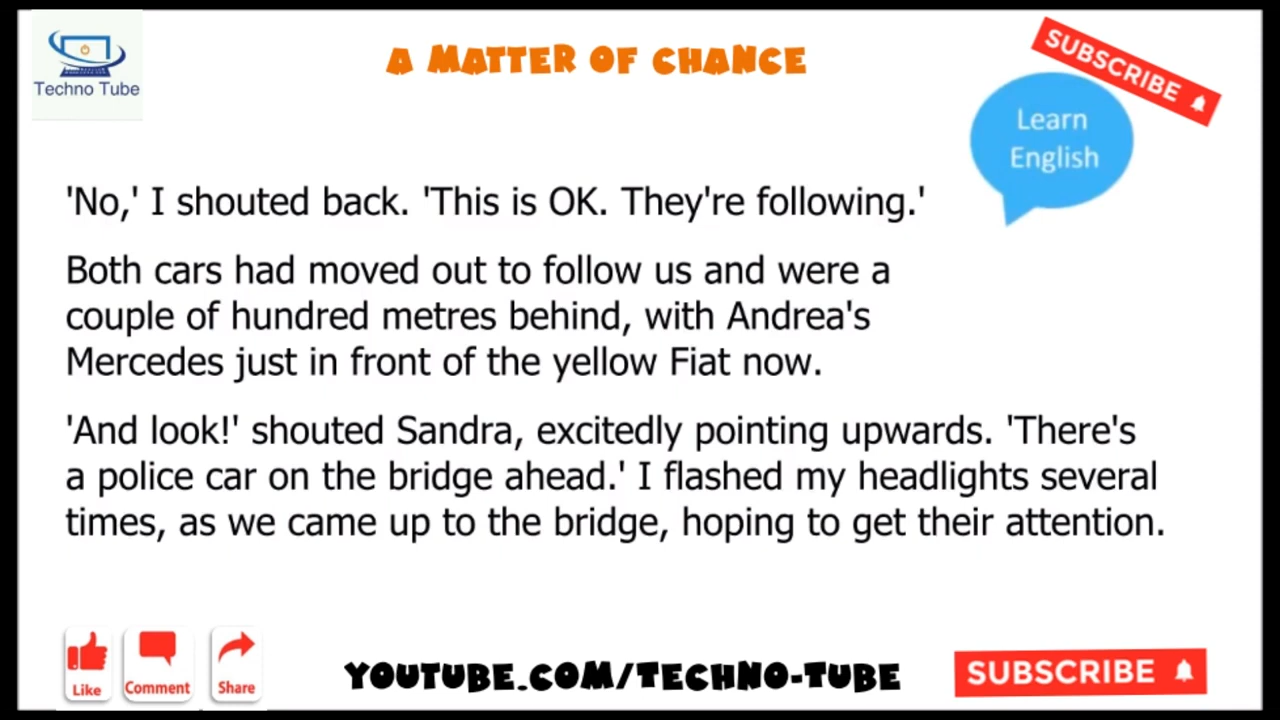 Techno Tube
A MATTER OF CHANCE
SUBSCRIBE
Learn
English
'No,' I shouted back. 'This is OK. They're following.'
Both cars had moved out to follow us and were a
couple of hundred metres behind, with Andrea's
Mercedes just in front of the yellow Fiat now.
'And look!' shouted Sandra, excitedly pointing upwards. 'There's
a police car on the bridge ahead.' I flashed my headlights several
times, as we came up to the bridge, hoping to get their attention.
Like
Comment
Share
YOUTUBE.COM/TECHNO-TUBE
SUBSCRIBE